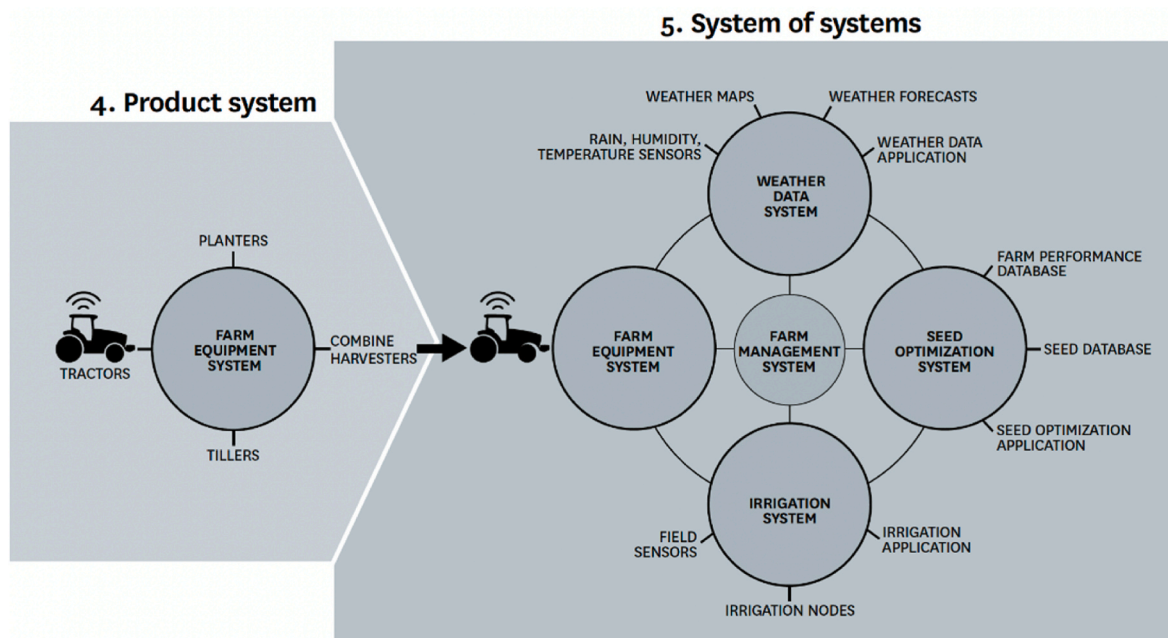 4. Product system
PLANTERS
TRACTORS
FARM
EQUIPMENT
SYSTEM
COMBINE
HARVESTERS
TILLERS
5. System of systems
WEATHER MAPS
WEATHER FORECASTS
RAIN, HUMIDITY,
TEMPERATURE SENSORS
WEATHER DATA
APPLICATION
WEATHER
DATA
SYSTEM
FARM
EQUIPMENT
SYSTEM
FARM
MANAGEMENT
SYSTEM
SEED
OPTIMIZATION
SYSTEM
FARM PERFORMANCE
DATABASE
SEED DATABASE
SEED OPTIMIZATION
APPLICATION
IRRIGATION
SYSTEM
FIELD
SENSORS
IRRIGATION
APPLICATION
IRRIGATION NODES